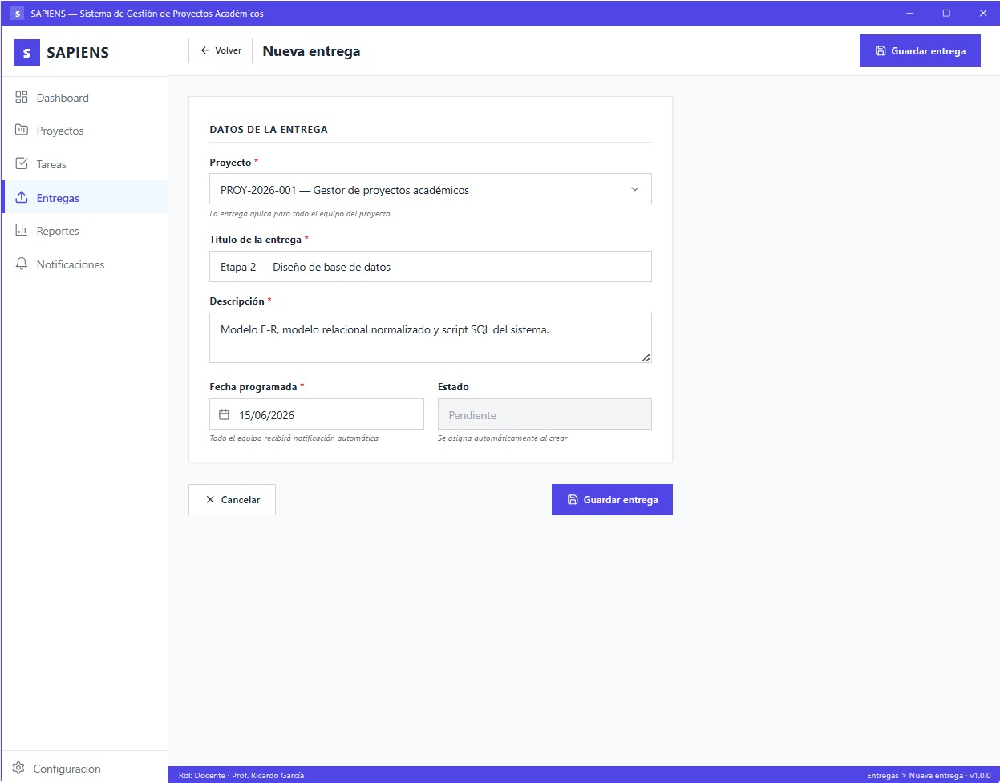 S SAPIENS — Sistema de Gestión de Proyectos Académicos
S SAPIENS
Dashboard
Proyectos
Tareas
Entregas
Reportes
Notificaciones
Configuración
Volver Nueva entrega Guardar entrega
DATOS DE LA ENTREGA
Proyecto *
PROY-2026-001 — Gestor de proyectos académicos
La entrega aplica para todo el equipo del proyecto
Título de la entrega *
Etapa 2 — Diseño de base de datos
Descripción *
Modelo E-R, modelo relacional normalizado y script SQL del sistema.
Fecha programada * Estado
15/06/2026 Pendiente
Todo el equipo recibirá notificación automática Se asigna automáticamente al crear
Cancelar Guardar entrega
Rol: Docente · Prof. Ricardo García Entregas > Nueva entrega · v1.0.0